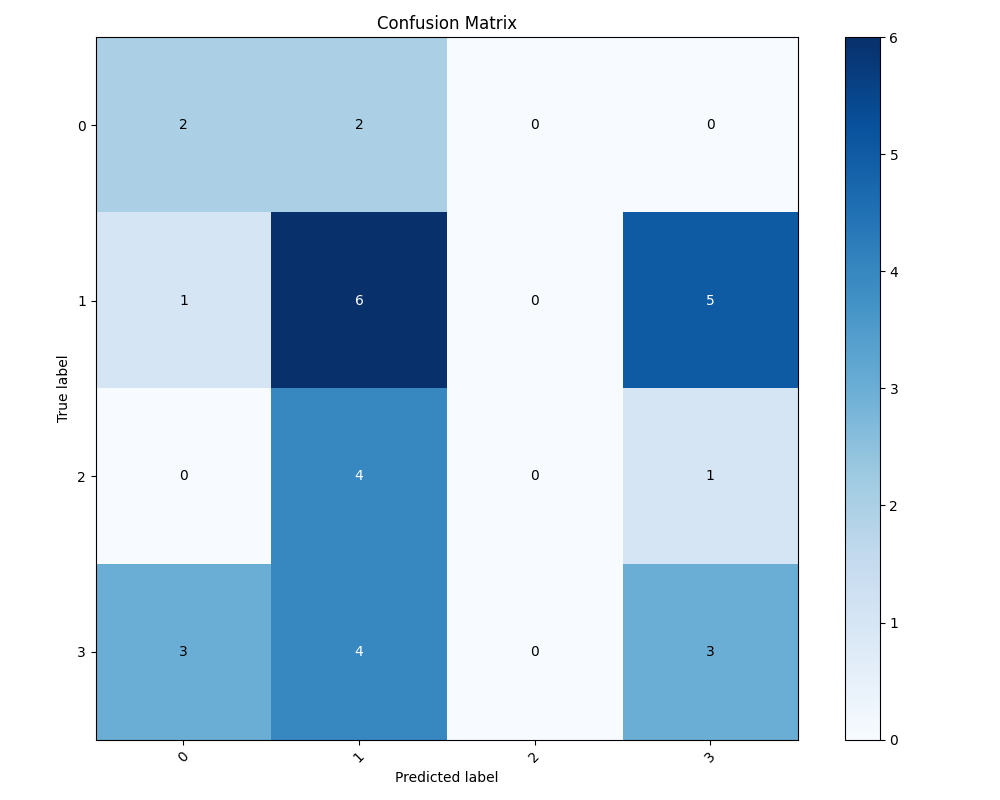 Confusion Matrix
0 2 2 0 0
1 1 6 0 5
2 0 4 0 1
3 3 4 0 3
0 1 2 3
True label
Predicted label
6
5
4
3
2
1
0